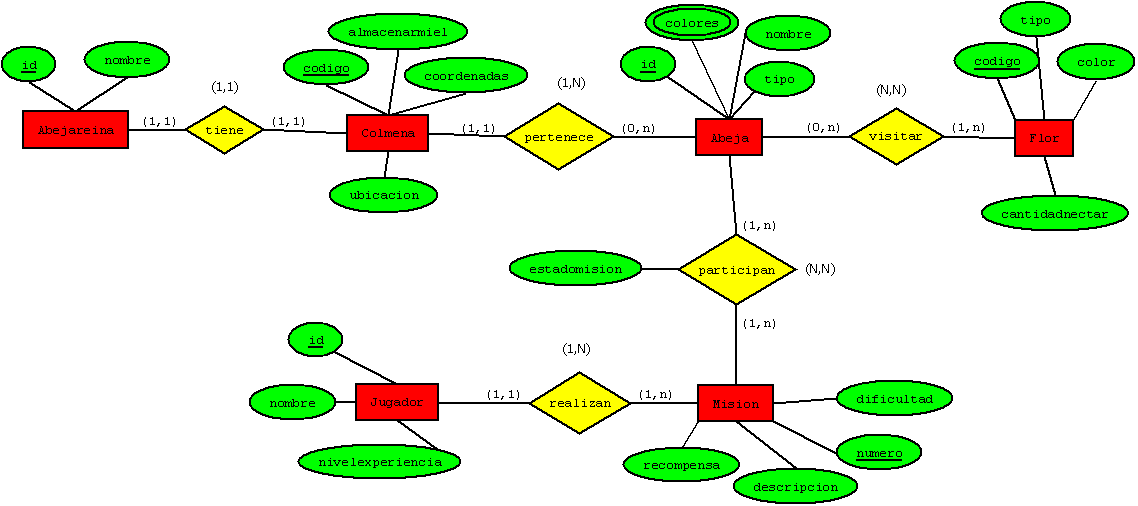 colores
tipo
almacenarmiel
nombre
nombre
id
codigo
id
codigo
color
coordenadas
tipo
(1,1)
(1,N)
(N,N)
Abejareina
(1,1)
tiene
(1,1)
Colmena
(1,1)
pertenece
(0,n)
Abeja
(0,n)
visitar
(1,n)
Flor
ubicacion
cantidadnectar
(1,n)
estadomision
participan
(N,N)
(1,n)
id
(1,N)
nombre
Jugador
(1,1)
realizan
(1,n)
Mision
dificultad
nivelexperiencia
recompensa
numero
descripcion